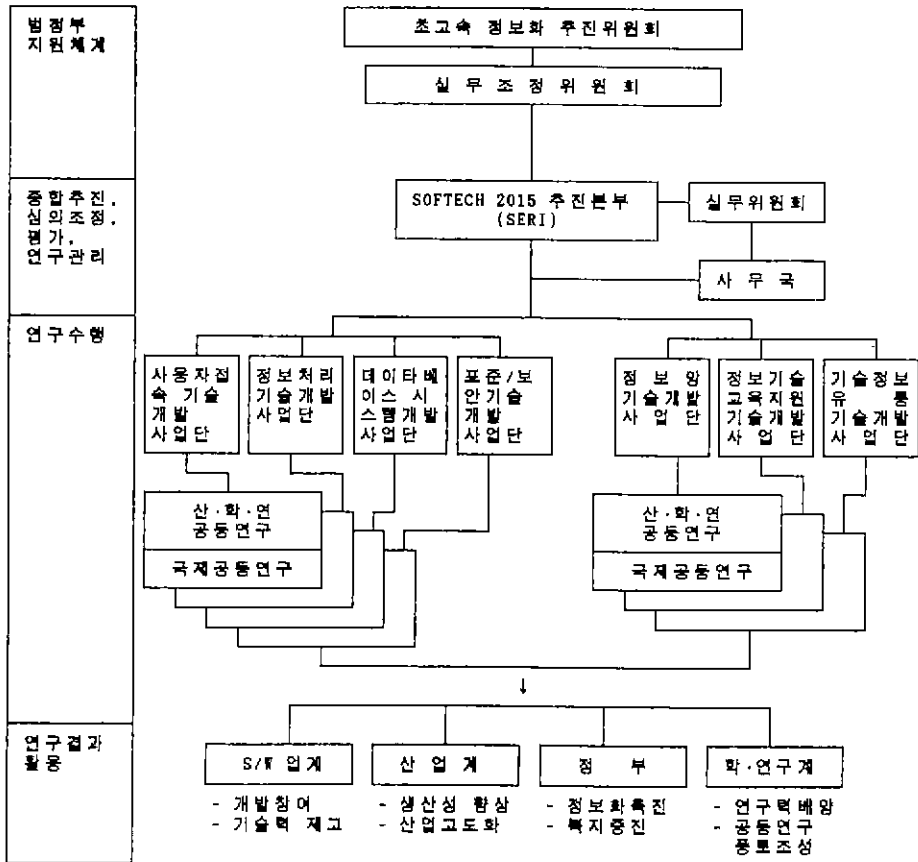 범정부
지원체계
초고속 정보화 추진위원회
실 무 조 정 위 원 회
종합추진,
심의조정,
평가,
연구관리
SOFTECH 2015 추진본부
(SERI)
실무위원회
사 무 국
연구수행
사용자접
속 기술
개발
사업단
정보처리
기술개발
사업단
데이타베
이스 시
스템개발
사업단
표준/보
안기술
개발
사업단
정 보 망
기술개발
사 업 단
정보기술
교육지원
기술개발
사 업 단
기술정보
유 통
기술개발
사 업 단
산·학·연
공동연구
국제공동연구
산·학·연
공동연구
국제공동연구
↓
연구결과
활용
S/W 업계
산 업 계
정 부
학·연구계
- 개발참여
- 기술력 제고
- 생산성 향상
- 산업고도화
- 정보화촉진
- 복지증진
- 연구력배양
- 공동연구
풍토조성